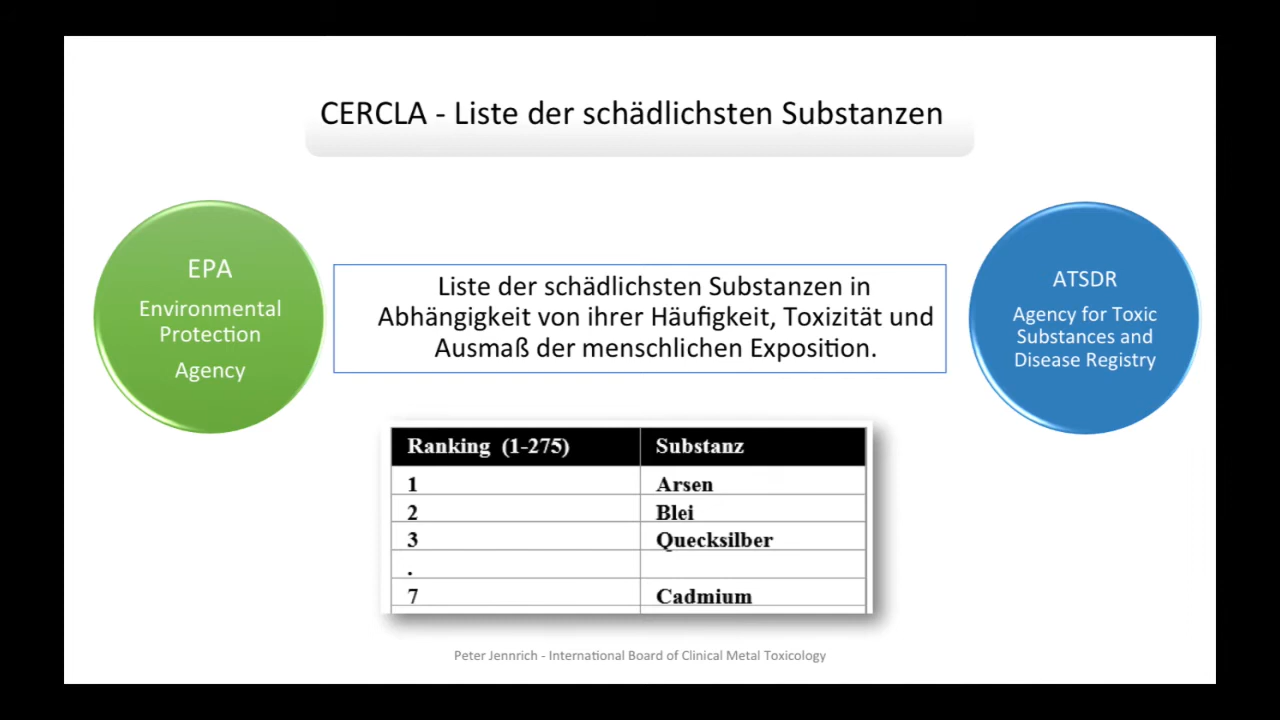 CERCLA - Liste der schädlichsten Substanzen
EPA
Environmental
Protection
Agency
Liste der schädlichsten Substanzen in
Abhängigkeit von ihrer Häufigkeit, Toxizität und
Ausmaß der menschlichen Exposition.
ATSDR
Agency for Toxic
Substances and
Disease Registry
Ranking (1-275) Substanz
1 Arsen
2 Blei
3 Quecksilber
.
7 Cadmium
Peter Jennrich - International Board of Clinical Metal Toxicology